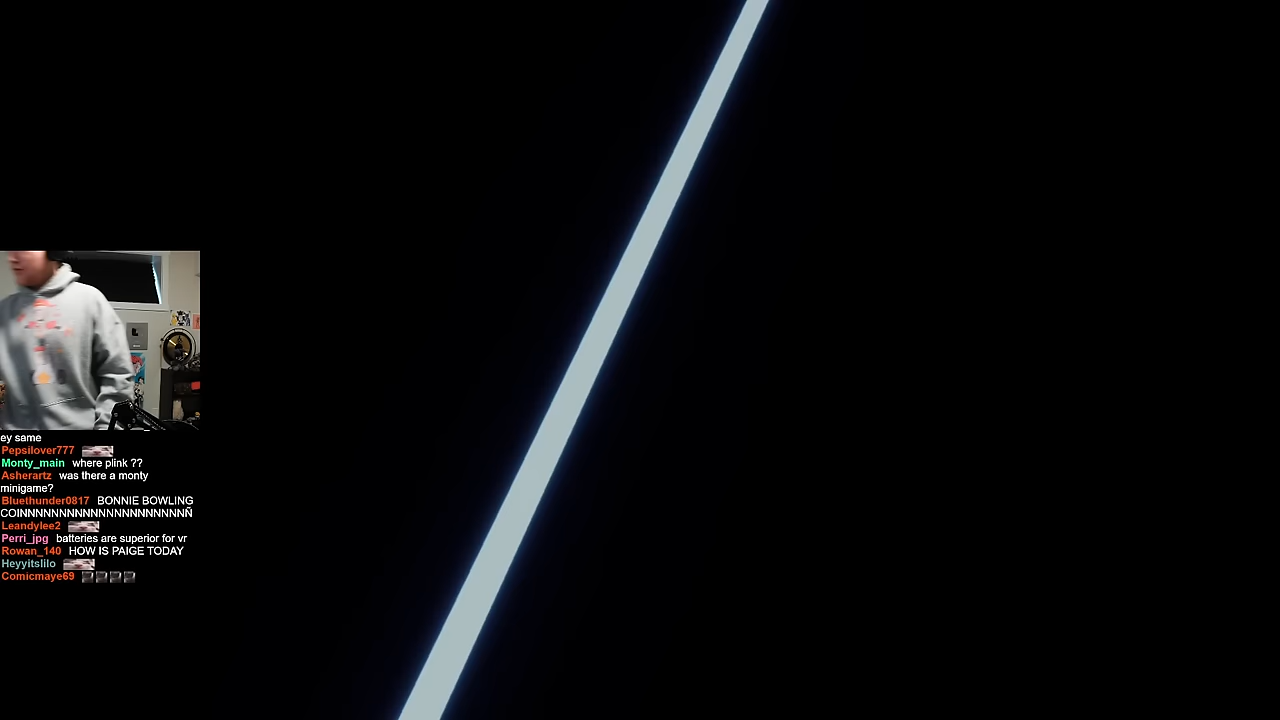 ey same
Pepsilover777
Monty_main where plink ??
Asherartz was there a monty
minigame?
Bluethunder0817 BONNIE BOWLING
COINNNNNNNNNNNNNNNNNNNNNNÑ
Leandylee2
Perri_jpg batteries are superior for vr
Rowan_140 HOW IS PAIGE TODAY
Heyyitslilo
Comicmaye69